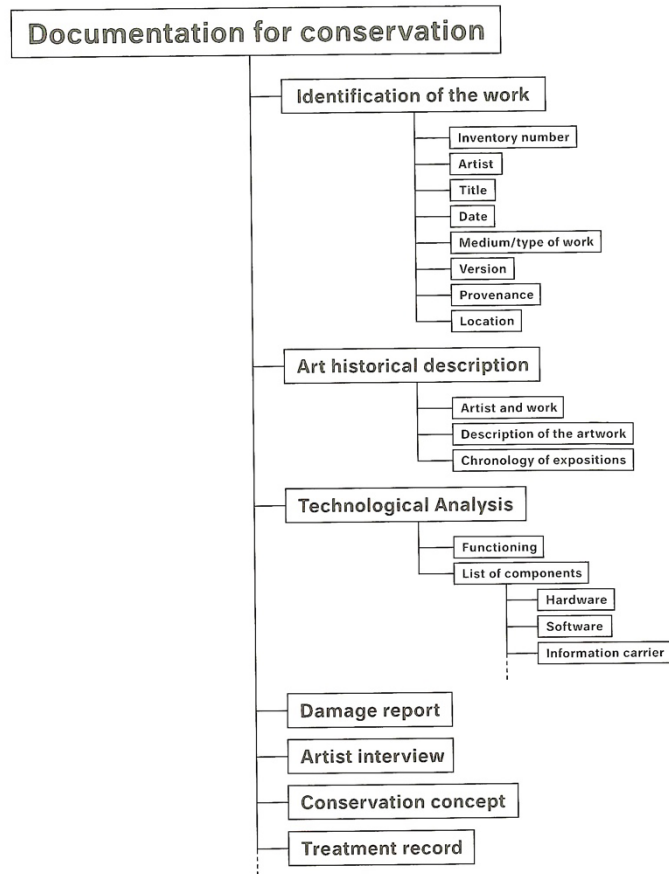 Documentation for conservation
Identification of the work
Inventory number
Artist
Title
Date
Medium/type of work
Version
Provenance
Location
Art historical description
Artist and work
Description of the artwork
Chronology of expositions
Technological Analysis
Functioning
List of components
Hardware
Software
Information carrier
Damage report
Artist interview
Conservation concept
Treatment record